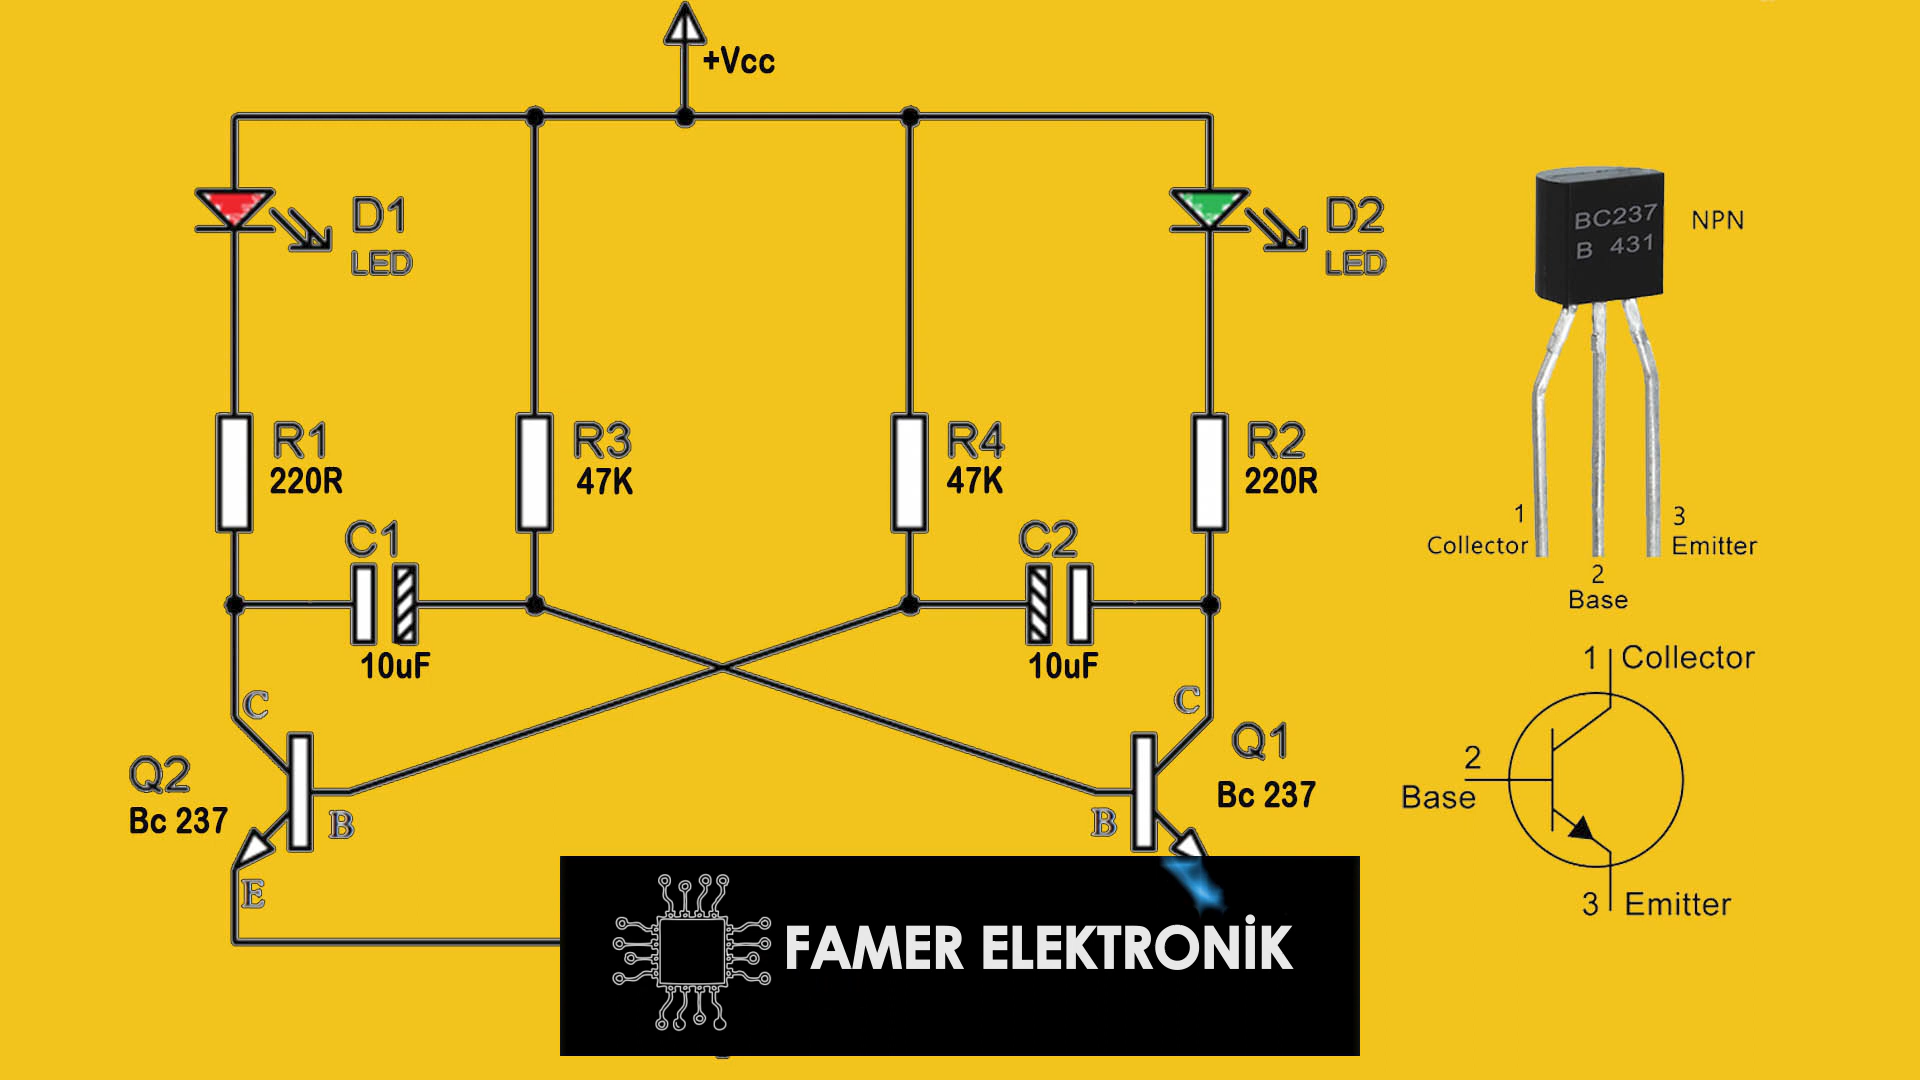 +Vcc
D1
LED
D2
LED
BC237
B 431
NPN
R1
220R
R3
47K
R4
47K
R2
220R
C1
10uF
C2
10uF
1
Collector
2
Base
3
Emitter
C
Q2
Bc 237
B
E
C
Q1
Bc 237
B
1 Collector
2
Base
3 Emitter
FAMER ELEKTRONİK